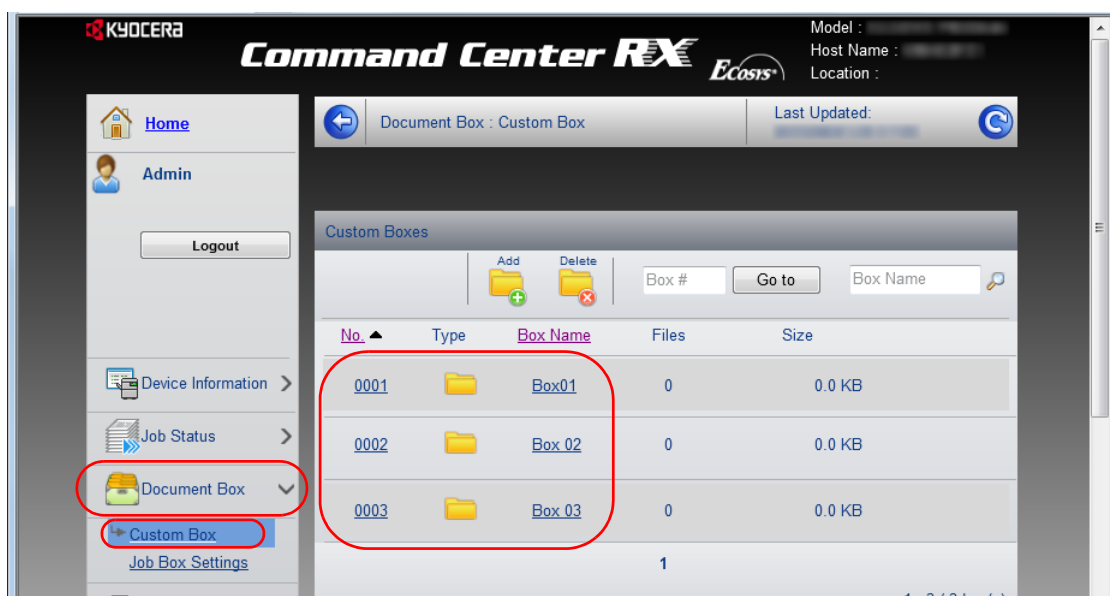 KYOCERA
Command Center RX
Ecosys
Model :
Host Name :
Location :
Home
Document Box : Custom Box
Last Updated:
Admin
Logout
Custom Boxes
Add
Delete
Box #
Go to
Box Name
No.
Type
Box Name
Files
Size
0001
Box01
0
0.0 KB
0002
Box 02
0
0.0 KB
0003
Box 03
0
0.0 KB
1
Device Information
Job Status
Document Box
Custom Box
Job Box Settings